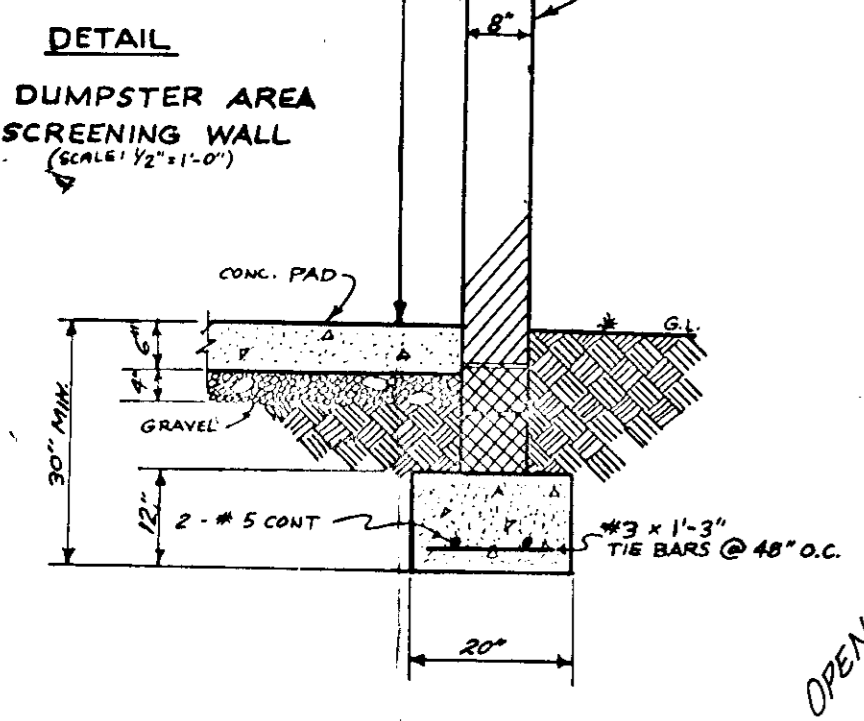 DETAIL
DUMPSTER AREA
SCREENING WALL
(SCALE: 1/2" = 1'-0")
8"
CONC. PAD
G.L.
6"
4"
GRAVEL
30" MIN.
12"
2 - # 5 CONT
#3 x 1'-3"
TIE BARS @ 48" O.C.
20"
OPEN